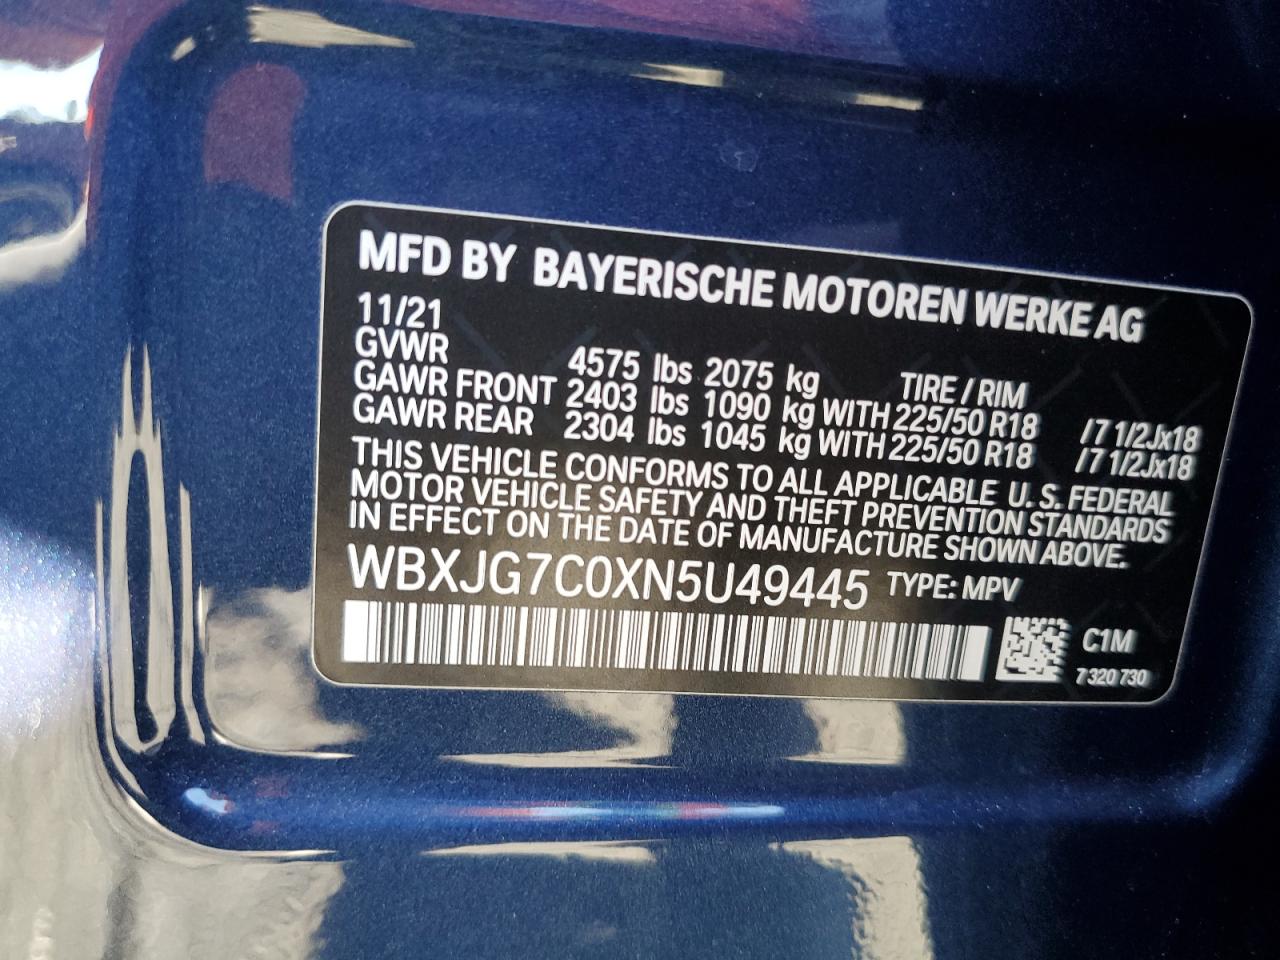 MFD BY BAYERISCHE MOTOREN WERKE AG
11/21
GVWR 4575 lbs 2075 kg TIRE / RIM
GAWR FRONT 2403 lbs 1090 kg WITH 225/50 R18 /7 1/2Jx18
GAWR REAR 2304 lbs 1045 kg WITH 225/50 R18 /7 1/2Jx18
THIS VEHICLE CONFORMS TO ALL APPLICABLE U. S. FEDERAL
MOTOR VEHICLE SAFETY AND THEFT PREVENTION STANDARDS
IN EFFECT ON THE DATE OF MANUFACTURE SHOWN ABOVE.
WBXJG7C0XN5U49445 TYPE: MPV
C1M
7 320 730